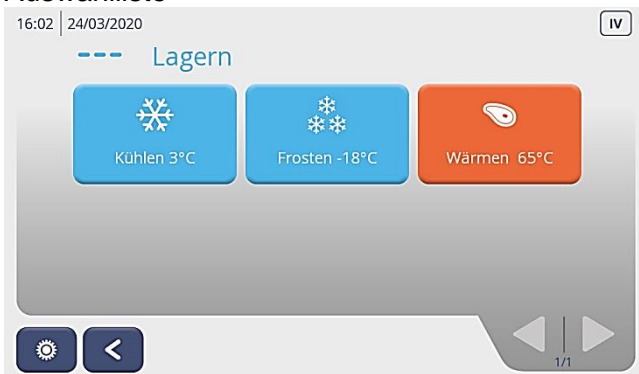 Auswahlliste
16:02 24/03/2020 IV
--- Lagern
Kühlen 3°C Frosten -18°C Wärmen 65°C
1/1